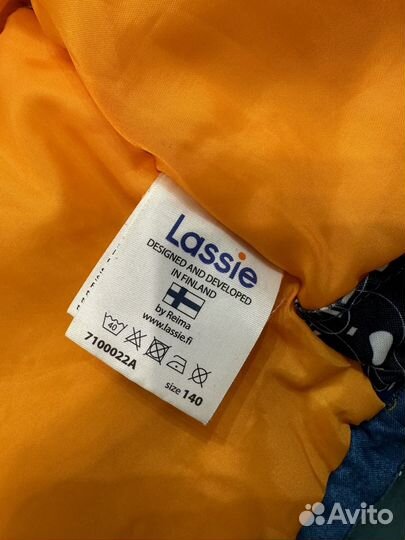 Lassie
DESIGNED AND DEVELOPED
IN FINLAND
by Reima
www.lassie.fi
40
7100022A
size 140
Avito